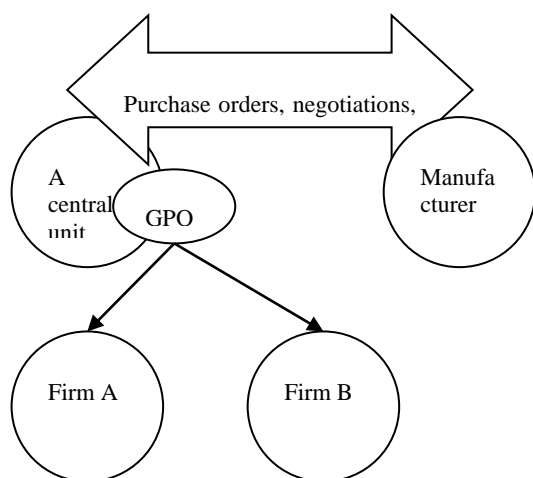 Purchase orders, negotiations,
A
central
unit
GPO
Manufa
cturer
Firm A
Firm B